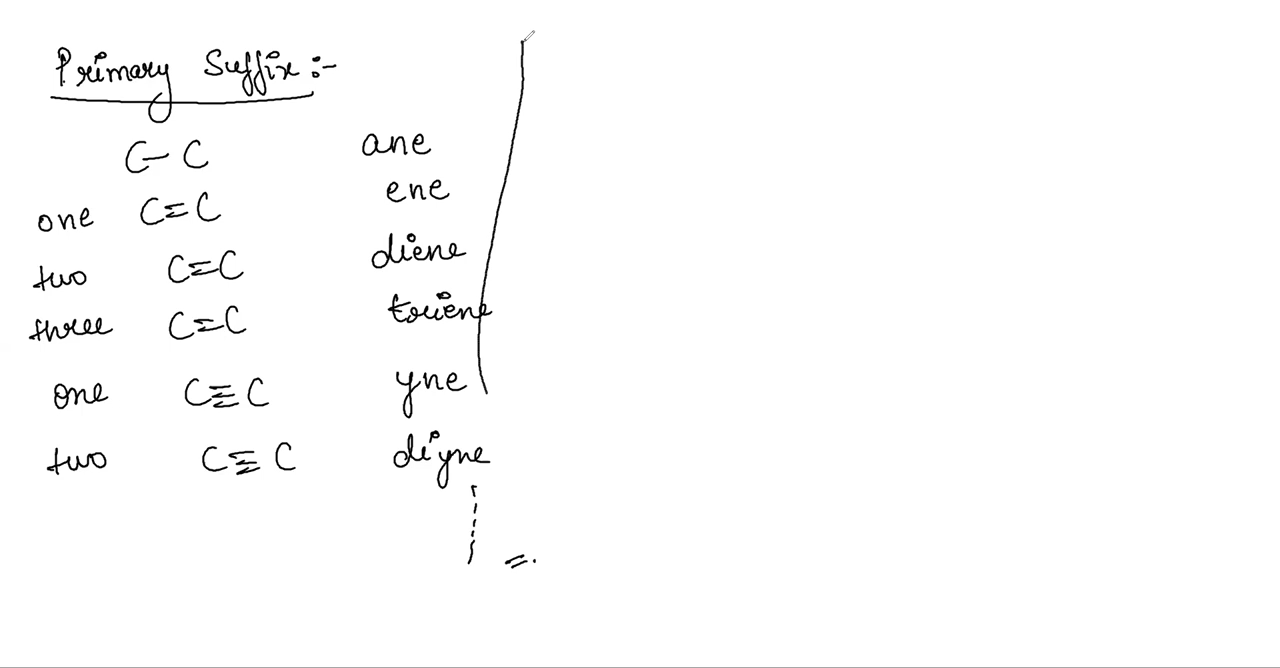 Primary Suffix :-
C-C ane
one C=C ene
two C=C diene
three C=C triene
one C≡C yne
two C≡C diyne
=.